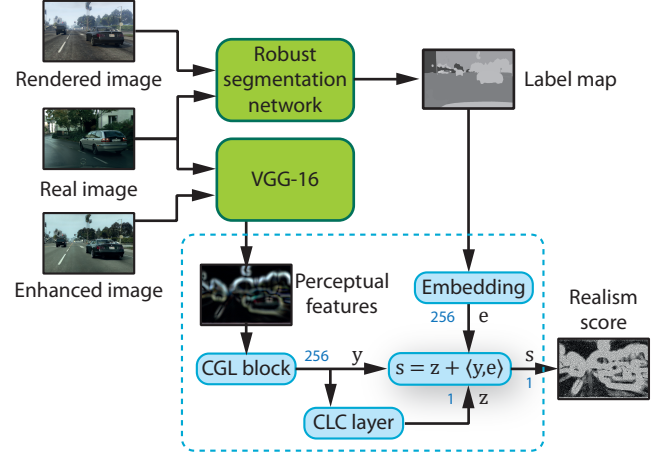 Rendered image
Real image
Enhanced image
Robust
segmentation
network
VGG-16
Label map
Perceptual
features
Embedding
256 e
CGL block
256 y
s = z + ⟨y,e⟩
s
1
1 z
CLC layer
Realism
score